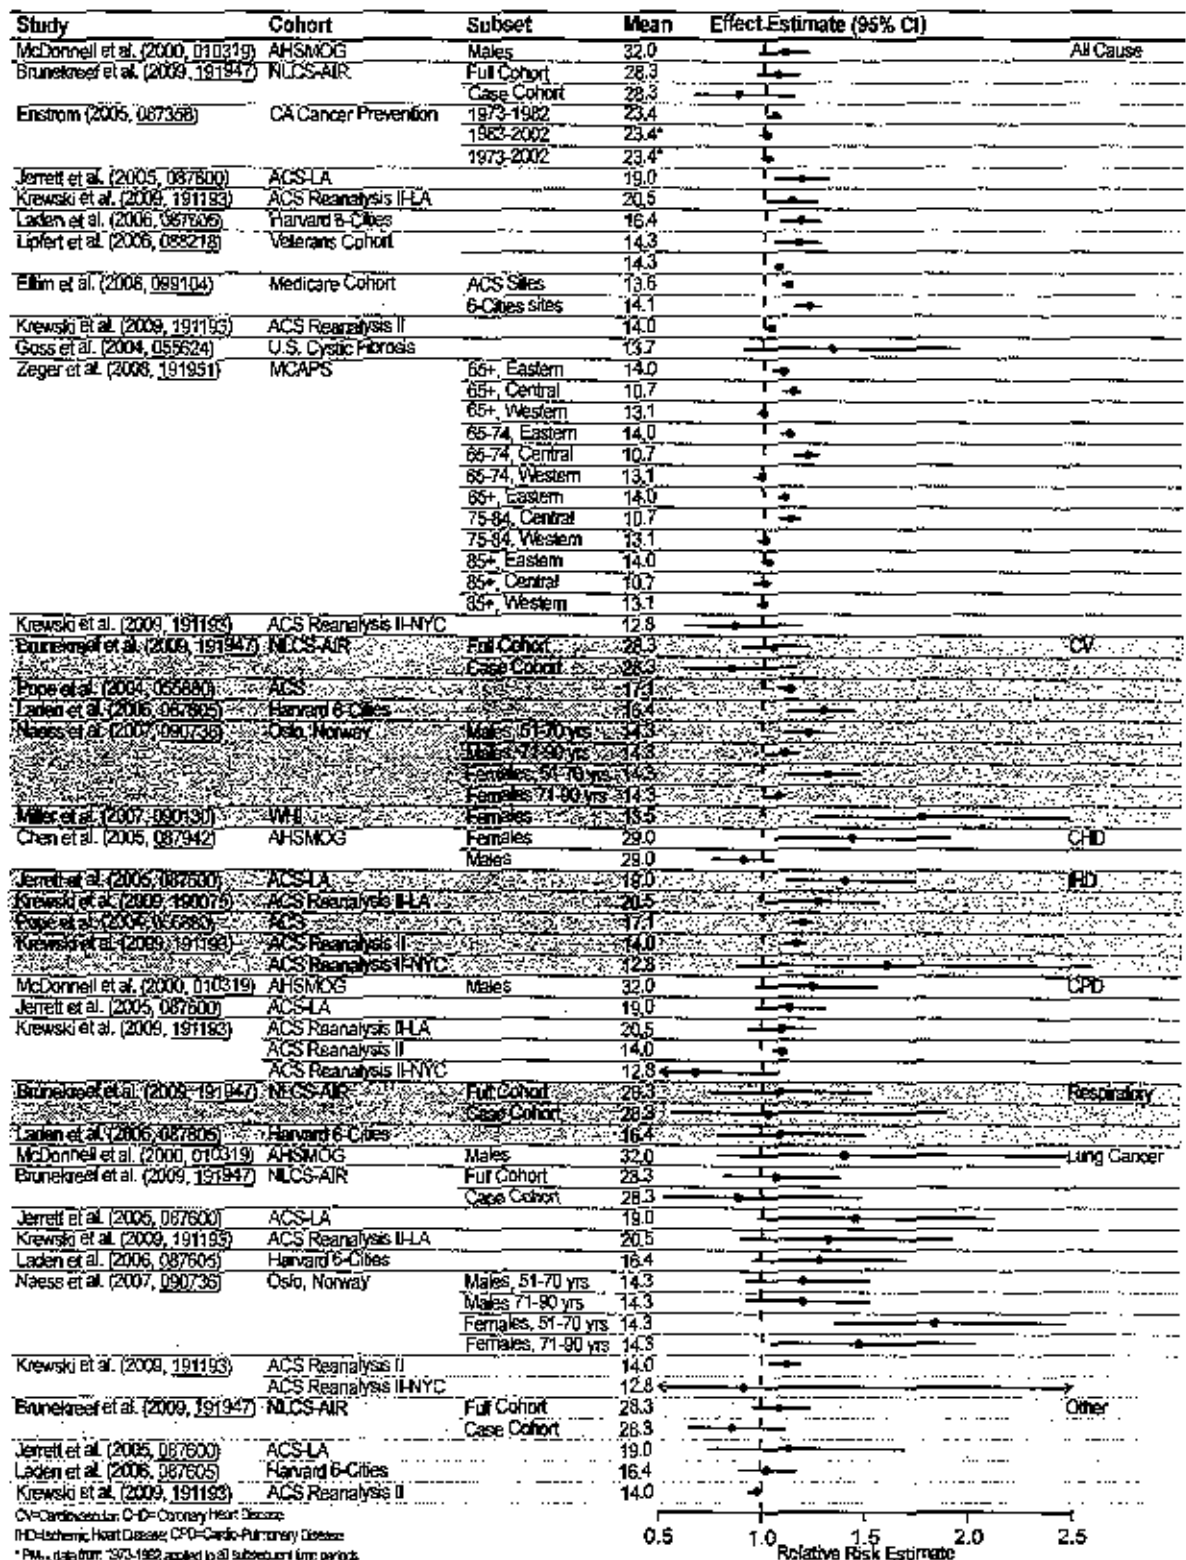 Study Cohort Subset Mean Effect Estimate (95% CI)
McDonnell et al. (2000, 010319) AHSMOG Males 32.0 All Cause
Brunekreef et al. (2009, 191947) NLCS-AIR Full Cohort 28.3
Case Cohort 28.3
Enstrom (2005, 087356) CA Cancer Prevention 1973-1982 23.4
1983-2002 23.4*
1973-2002 23.4*
Jerrett et al. (2005, 087600) ACS-LA 19.0
Krewski et al. (2009, 191193) ACS Reanalysis II-LA 20.5
Laden et al. (2006, 087605) Harvard 6-Cities 16.4
Lipfert et al. (2006, 088218) Veterans Cohort 14.3
14.3
Eftim et al. (2008, 099104) Medicare Cohort ACS Sites 13.6
6-Cities sites 14.1
Krewski et al. (2009, 191193) ACS Reanalysis II 14.0
Goss et al. (2004, 055624) U.S. Cystic Fibrosis 13.7
Zeger et al. (2008, 191951) MCAPS 65+, Eastern 14.0
65+, Central 10.7
65+, Western 13.1
65-74, Eastern 14.0
65-74, Central 10.7
65-74, Western 13.1
65+, Eastern 14.0
75-84, Central 10.7
75-84, Western 13.1
85+, Eastern 14.0
85+, Central 10.7
85+, Western 13.1
Krewski et al. (2009, 191193) ACS Reanalysis II-NYC 12.8
Brunekreef et al. (2009, 191947) NLCS-AIR Full Cohort 28.3 CV
Case Cohort 28.3
Pope et al. (2004, 055880) ACS 17.1
Laden et al. (2006, 087605) Harvard 6-Cities 16.4
Naess et al. (2007, 090736) Oslo, Norway Males, 51-70 yrs 14.3
Males 71-90 yrs 14.3
Females, 51-70 yrs 14.3
Females 71-90 yrs 14.3
Miller et al. (2007, 090130) WHI Females 13.5
Chen et al. (2005, 087942) AHSMOG Females 29.0 CHD
Males 29.0
Jerrett et al. (2005, 087600) ACS-LA 19.0 IHD
Krewski et al. (2009, 190075) ACS Reanalysis II-LA 20.5
Pope et al. (2004, 055880) ACS 17.1
Krewski et al. (2009, 191193) ACS Reanalysis II 14.0
ACS Reanalysis II-NYC 12.8
McDonnell et al. (2000, 010319) AHSMOG Males 32.0 CPD
Jerrett et al. (2005, 087600) ACS-LA 19.0
Krewski et al. (2009, 191193) ACS Reanalysis II-LA 20.5
ACS Reanalysis II 14.0
ACS Reanalysis II-NYC 12.8
Brunekreef et al. (2009, 191947) NLCS-AIR Full Cohort 28.3 Respiratory
Case Cohort 28.3
Laden et al. (2006, 087605) Harvard 6-Cities 16.4
McDonnell et al. (2000, 010319) AHSMOG Males 32.0 Lung Cancer
Brunekreef et al. (2009, 191947) NLCS-AIR Full Cohort 28.3
Case Cohort 28.3
Jerrett et al. (2005, 087600) ACS-LA 19.0
Krewski et al. (2009, 191193) ACS Reanalysis II-LA 20.5
Laden et al. (2006, 087605) Harvard 6-Cities 16.4
Naess et al. (2007, 090736) Oslo, Norway Males, 51-70 yrs 14.3
Males 71-90 yrs 14.3
Females, 51-70 yrs 14.3
Females, 71-90 yrs 14.3
Krewski et al. (2009, 191193) ACS Reanalysis II 14.0
ACS Reanalysis II-NYC 12.8
Brunekreef et al. (2009, 191947) NLCS-AIR Full Cohort 28.3 Other
Case Cohort 28.3
Jerrett et al. (2005, 087600) ACS-LA 19.0
Laden et al. (2006, 087605) Harvard 6-Cities 16.4
Krewski et al. (2009, 191193) ACS Reanalysis II 14.0
CV=Cardiovascular; CHD= Coronary Heart Disease
IHD=Ischemic Heart Disease; CPD=Cardio-Pulmonary Disease
* data from 1973-1982 applied to all subsequent time periods
0.5 1.0 1.5 2.0 2.5
Relative Risk Estimate